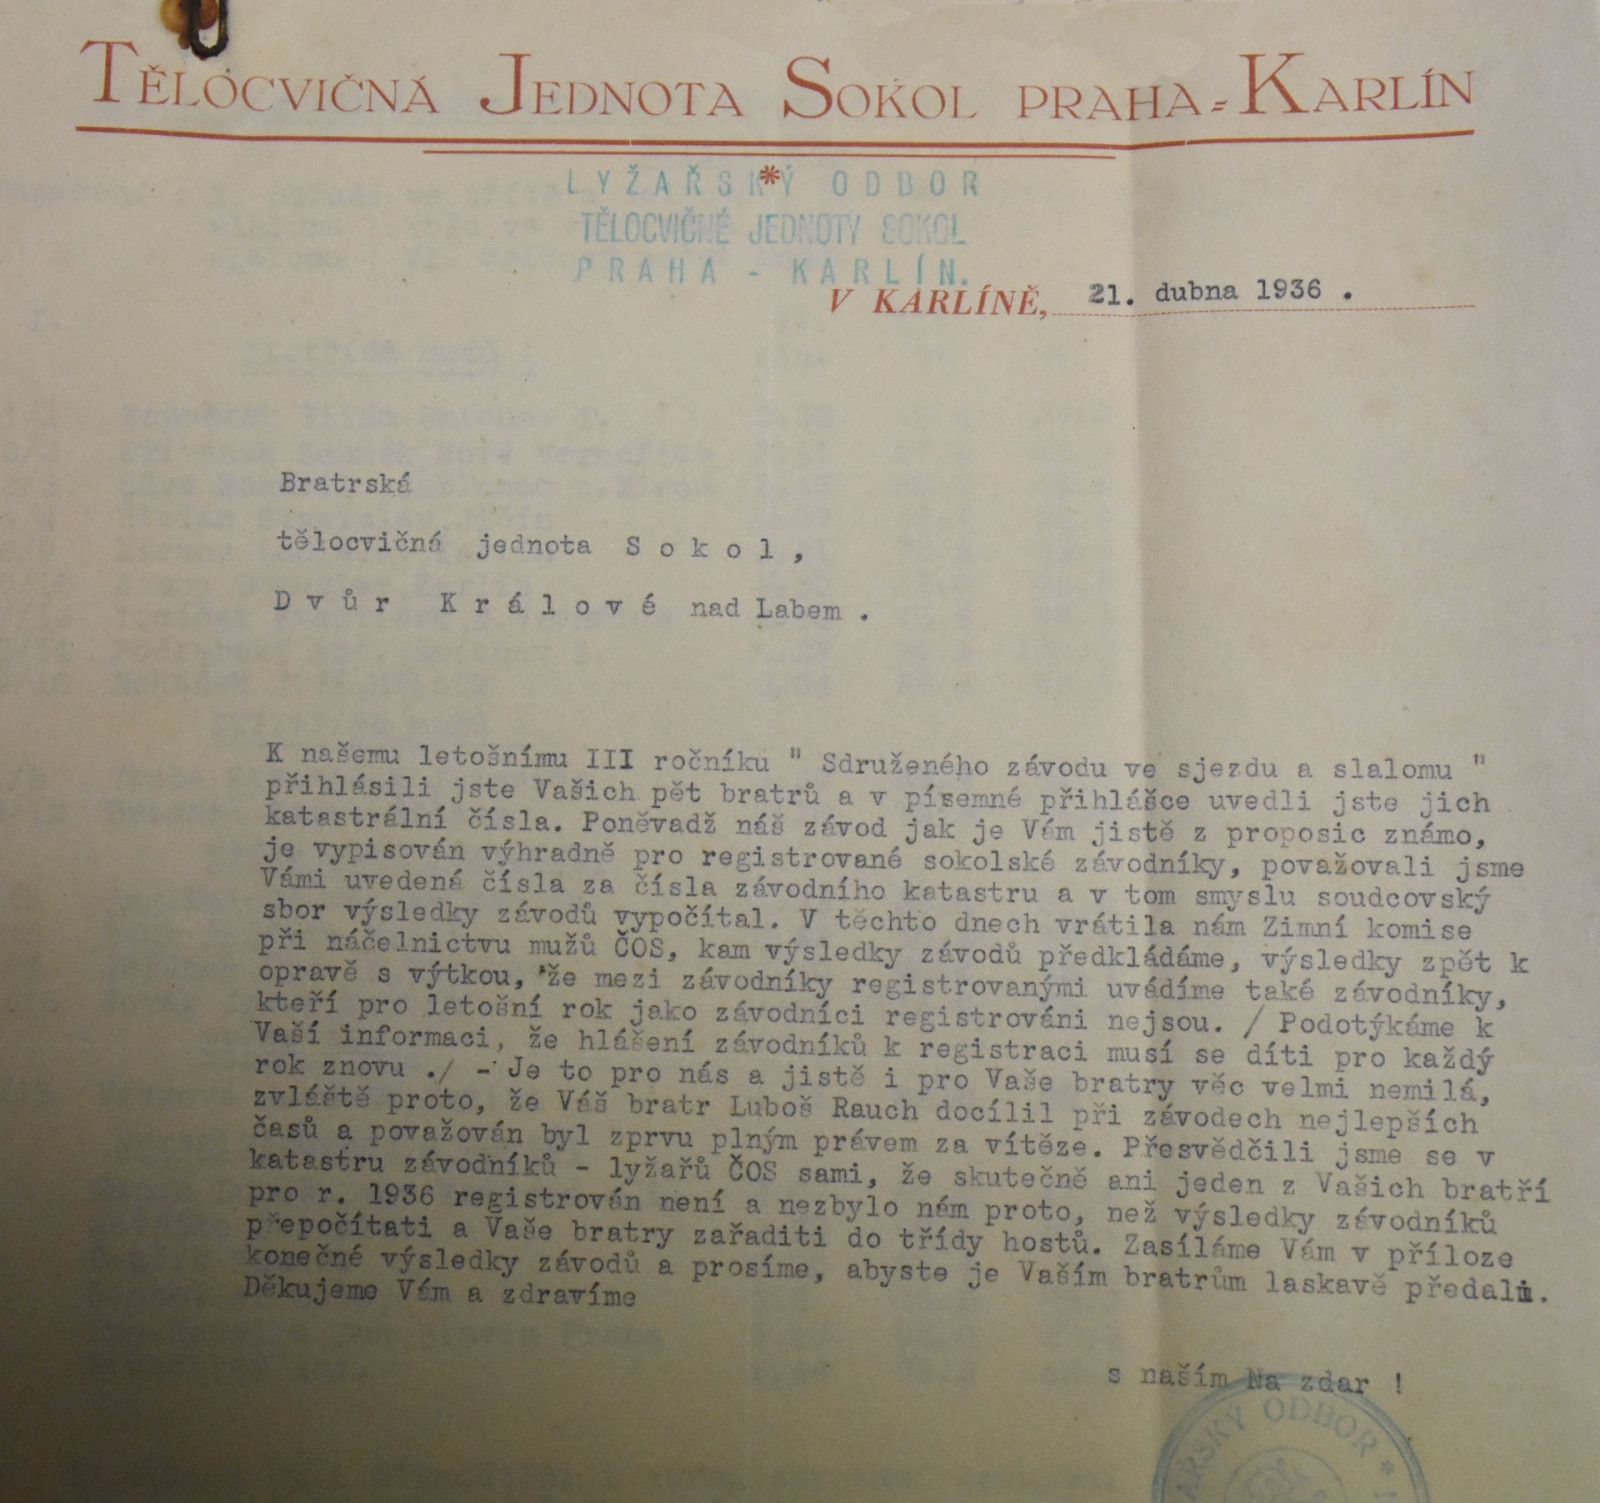 TĚLOCVIČNÁ JEDNOTA SOKOL PRAHA-KARLÍN
LYŽAŘSKÝ ODBOR
TĚLOCVIČNÉ JEDNOTY SOKOL
PRAHA - KARLÍN.
V KARLÍNĚ, 21. dubna 1936 .
Bratrská
tělocvičná jednota S o k o l ,
D v ů r K r á l o v é nad Labem .
K našemu letošnímu III ročníku " Sdruženého závodu ve sjezdu a slalomu "
přihlásili jste Vašich pět bratrů a v písemné přihlášce uvedli jste jich
katastrální čísla. Poněvadž náš závod jak je Vám jistě z proposic známo,
je vypisován výhradně pro registrované sokolské závodníky, považovali jsme
Vámi uvedená čísla za čísla závodního katastru a v tom smyslu soudcovský
sbor výsledky závodů vypočítal. V těchto dnech vrátila nám Zimní komise
při náčelnictvu mužů ČOS, kam výsledky závodů předkládáme, výsledky zpět k
opravě s výtkou, že mezi závodníky registrovanými uvádíme také závodníky,
kteří pro letošní rok jako závodníci registrováni nejsou. / Podotýkáme k
Vaší informaci, že hlášení závodníků k registraci musí se díti pro každý
rok znovu ./ - Je to pro nás a jistě i pro Vaše bratry věc velmi nemilá,
zvláště proto, že Váš bratr Luboš Rauch docílil při závodech nejlepších
časů a považován byl zprvu plným právem za vítěze. Přesvědčili jsme se v
katastru závodníků - lyžařů ČOS sami, že skutečně ani jeden z Vašich bratří
pro r. 1936 registrován není a nezbylo nám proto, než výsledky závodníků
přepočítati a Vaše bratry zařaditi do třídy hostů. Zasíláme Vám v příloze
konečné výsledky závodů a prosíme, abyste je Vaším bratrům laskavě předali.
Děkujeme Vám a zdravíme
s naším Na zdar !
ARSKÝ ODBOR *